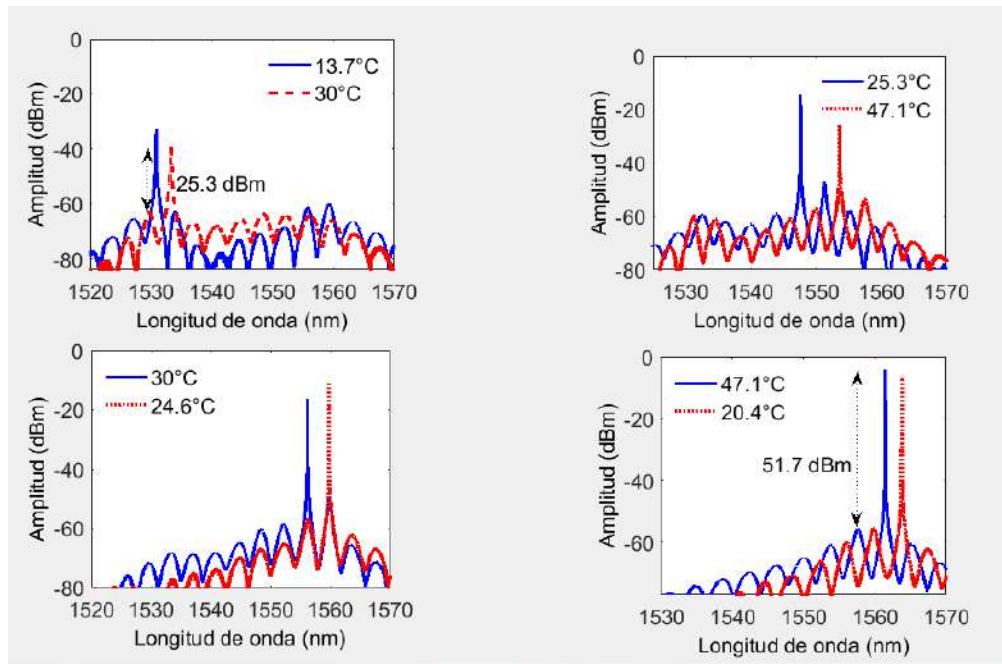 0
-20
-40
-60
-80
Amplitud (dBm)
13.7°C
30°C
25.3 dBm
1520 1530 1540 1550 1560 1570
Longitud de onda (nm)
0
-20
-40
-60
-80
Amplitud (dBm)
25.3°C
47.1°C
1530 1540 1550 1560 1570
Longitud de onda (nm)
0
-20
-40
-60
-80
Amplitud (dBm)
30°C
24.6°C
1520 1530 1540 1550 1560 1570
Longitud de onda (nm)
0
-20
-40
-60
Amplitud (dBm)
47.1°C
20.4°C
51.7 dBm
1530 1540 1550 1560 1570
Longitud de onda (nm)